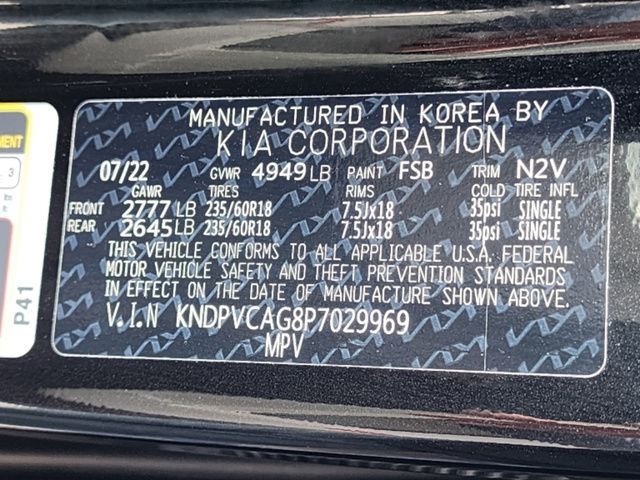 MANUFACTURED IN KOREA BY
KIA CORPORATION
07/22 GVWR 4949 LB PAINT FSB TRIM N2V
GAWR TIRES RIMS COLD TIRE INFL
FRONT 2777 LB 235/60R18 7.5Jx18 35psi SINGLE
REAR 2645 LB 235/60R18 7.5Jx18 35psi SINGLE
THIS VEHICLE CONFORMS TO ALL APPLICABLE U.S.A. FEDERAL
MOTOR VEHICLE SAFETY AND THEFT PREVENTION STANDARDS
IN EFFECT ON THE DATE OF MANUFACTURE SHOWN ABOVE.
V.I.N KNDPVCAG8P7029969
MPV
P41
3